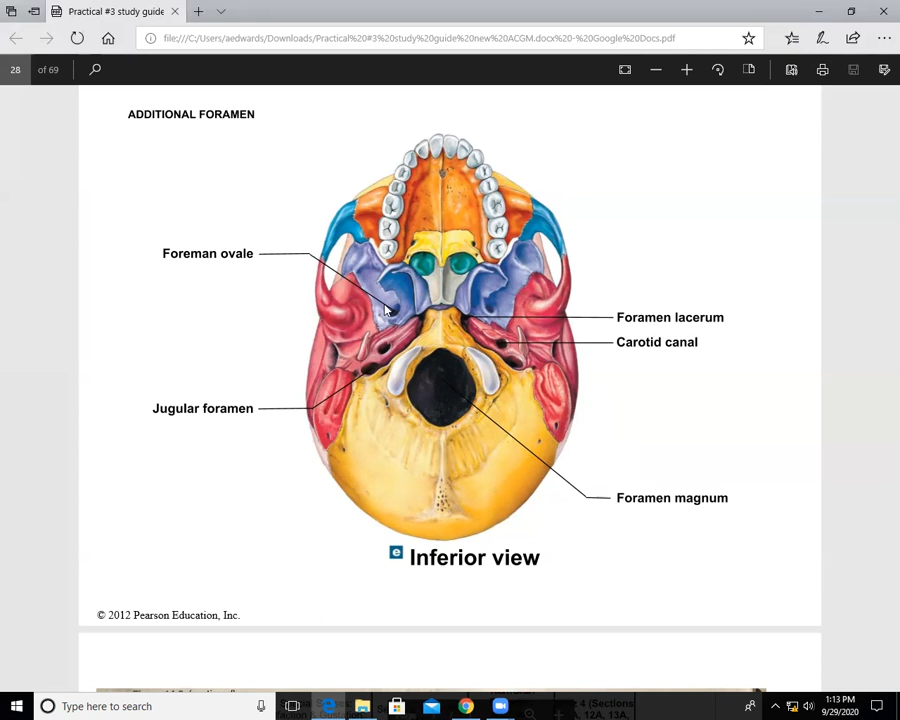 Practical #3 study guide
file:///C:/Users/aedwards/Downloads/Practical%20#3%20study%20guide%20new%20ACGM.docx%20-%20Google%20Docs.pdf
28 of 69
ADDITIONAL FORAMEN
Foreman ovale
Foramen lacerum
Carotid canal
Jugular foramen
Foramen magnum
e Inferior view
© 2012 Pearson Education, Inc.
4 (Sections
Type here to search
1:13 PM
9/29/2020